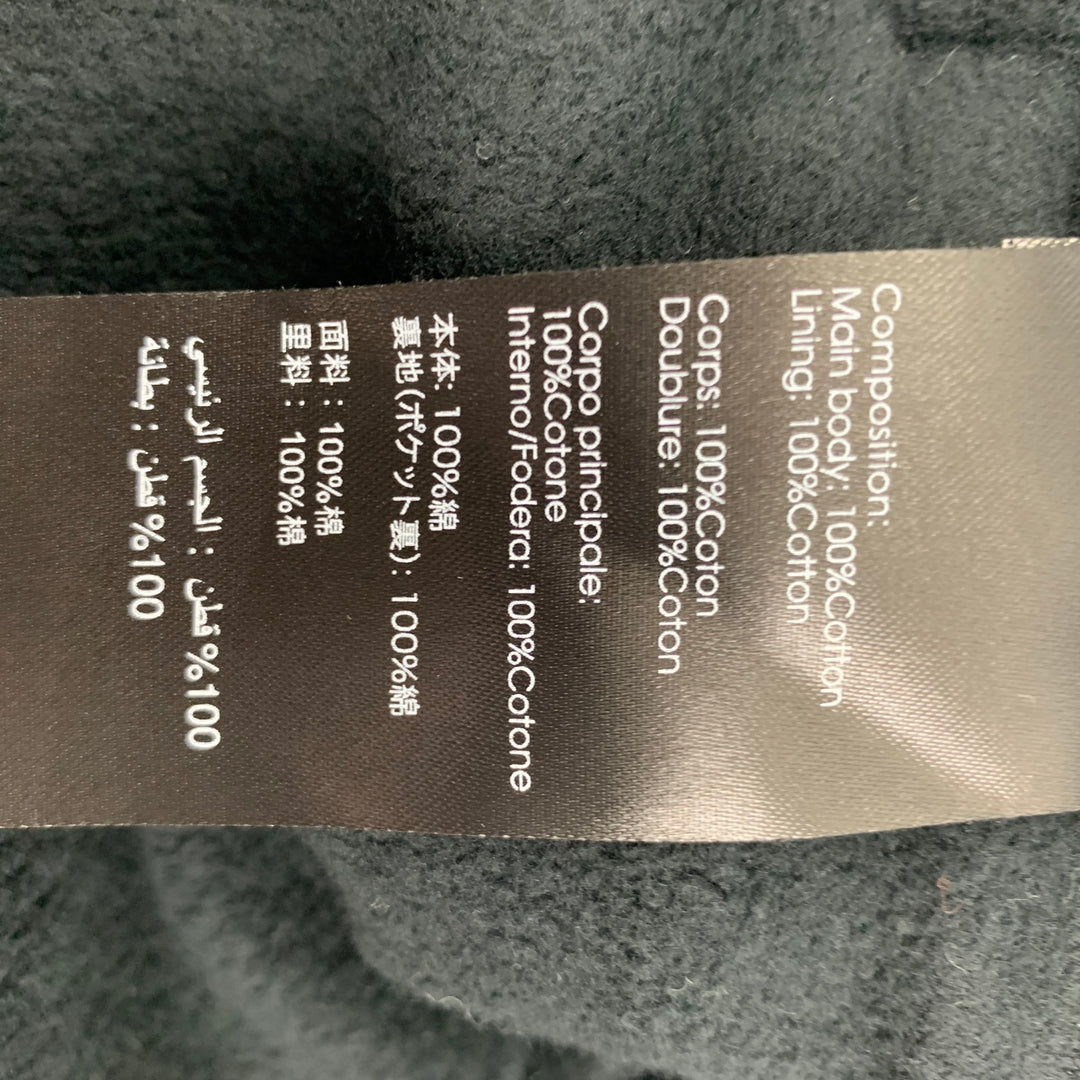 Composition:
Main body: 100%Cotton
Lining: 100%Cotton
Corps: 100%Coton
Doublure: 100%Coton
Corpo principale:
100%Cotone
Interno/Fodera: 100%Cotone
本体: 100%綿
裏地(ポケット裏): 100%綿
面料：100%棉
里料：100%棉
الجسم الرئيسي : قطن %100
بطانة : قطن %100